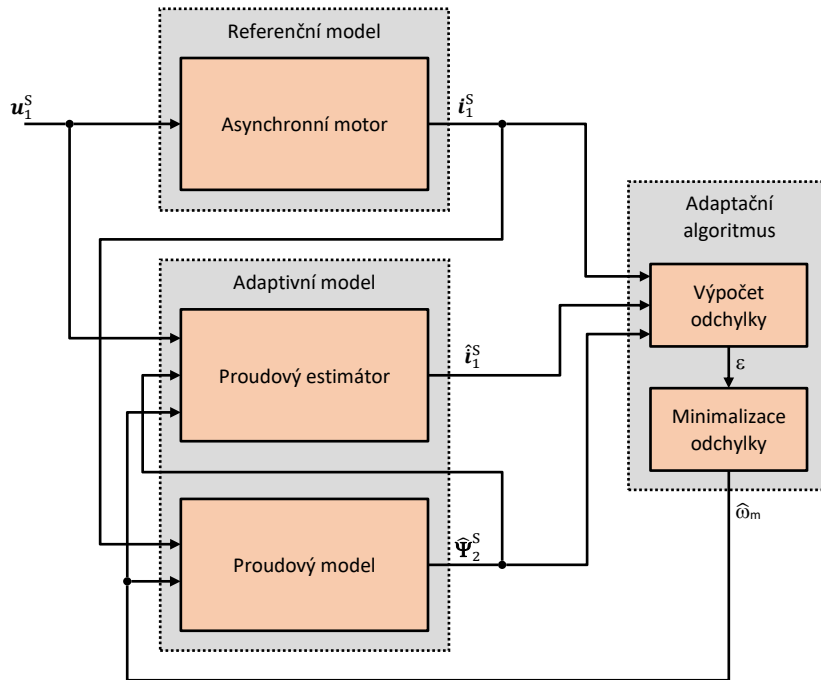 Referenční model
Asynchronní motor
𝒖₁ˢ
𝒊₁ˢ
Adaptační
algoritmus
Výpočet
odchylky
ε
Minimalizace
odchylky
ω̂ₘ
Adaptivní model
Proudový estimátor
𝒊̂₁ˢ
Proudový model
𝚿̂₂ˢ